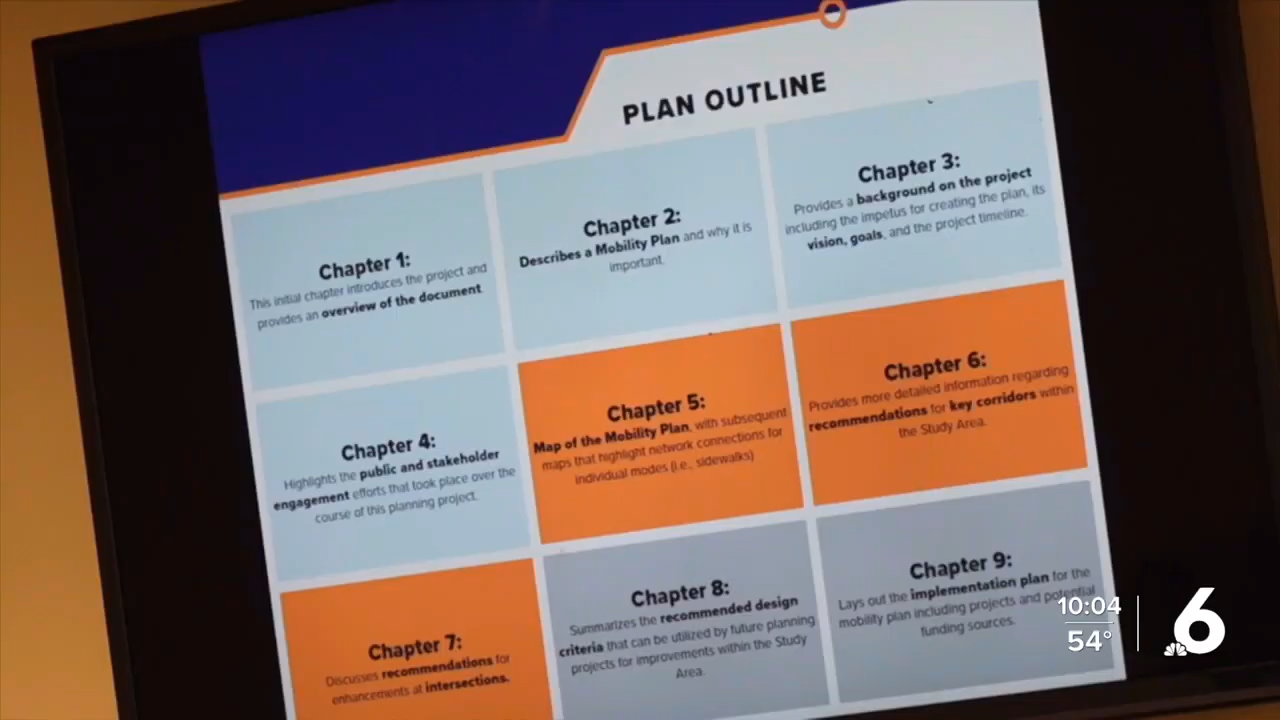 PLAN OUTLINE
Chapter 1:
This initial chapter introduces the project and
provides an overview of the document.
Chapter 2:
Describes a Mobility Plan and why it is
important.
Chapter 3:
Provides a background on the project
including the impetus for creating the plan, its
vision, goals, and the project timeline.
Chapter 4:
Highlights the public and stakeholder
engagement efforts that took place over the
course of this planning project.
Chapter 5:
Map of the Mobility Plan, with subsequent
maps that highlight network connections for
individual modes (i.e., sidewalks)
Chapter 6:
Provides more detailed information regarding
recommendations for key corridors within
the Study Area.
Chapter 7:
Discusses recommendations for
enhancements at intersections.
Chapter 8:
Summarizes the recommended design
criteria that can be utilized by future planning
projects for improvements within the Study
Area.
Chapter 9:
Lays out the implementation plan for the
mobility plan including projects and potential
funding sources.
10:04
54°
6